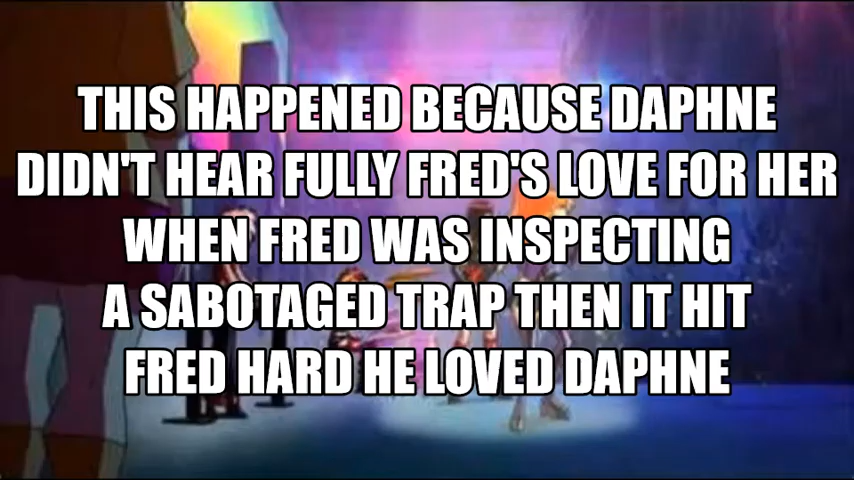 THIS HAPPENED BECAUSE DAPHNE
DIDN'T HEAR FULLY FRED'S LOVE FOR HER
WHEN FRED WAS INSPECTING
A SABOTAGED TRAP THEN IT HIT
FRED HARD HE LOVED DAPHNE